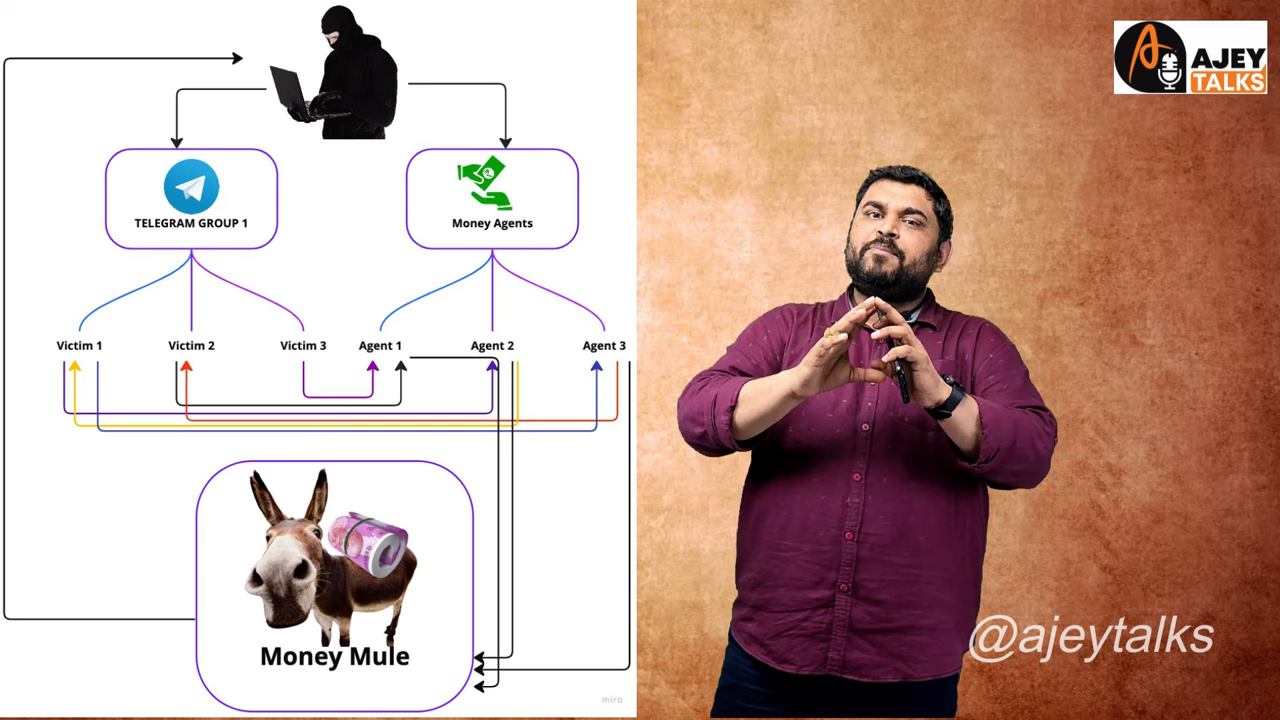 TELEGRAM GROUP 1
Money Agents
Victim 1
Victim 2
Victim 3
Agent 1
Agent 2
Agent 3
Money Mule
miro
AJEY
TALKS
@ajeytalks